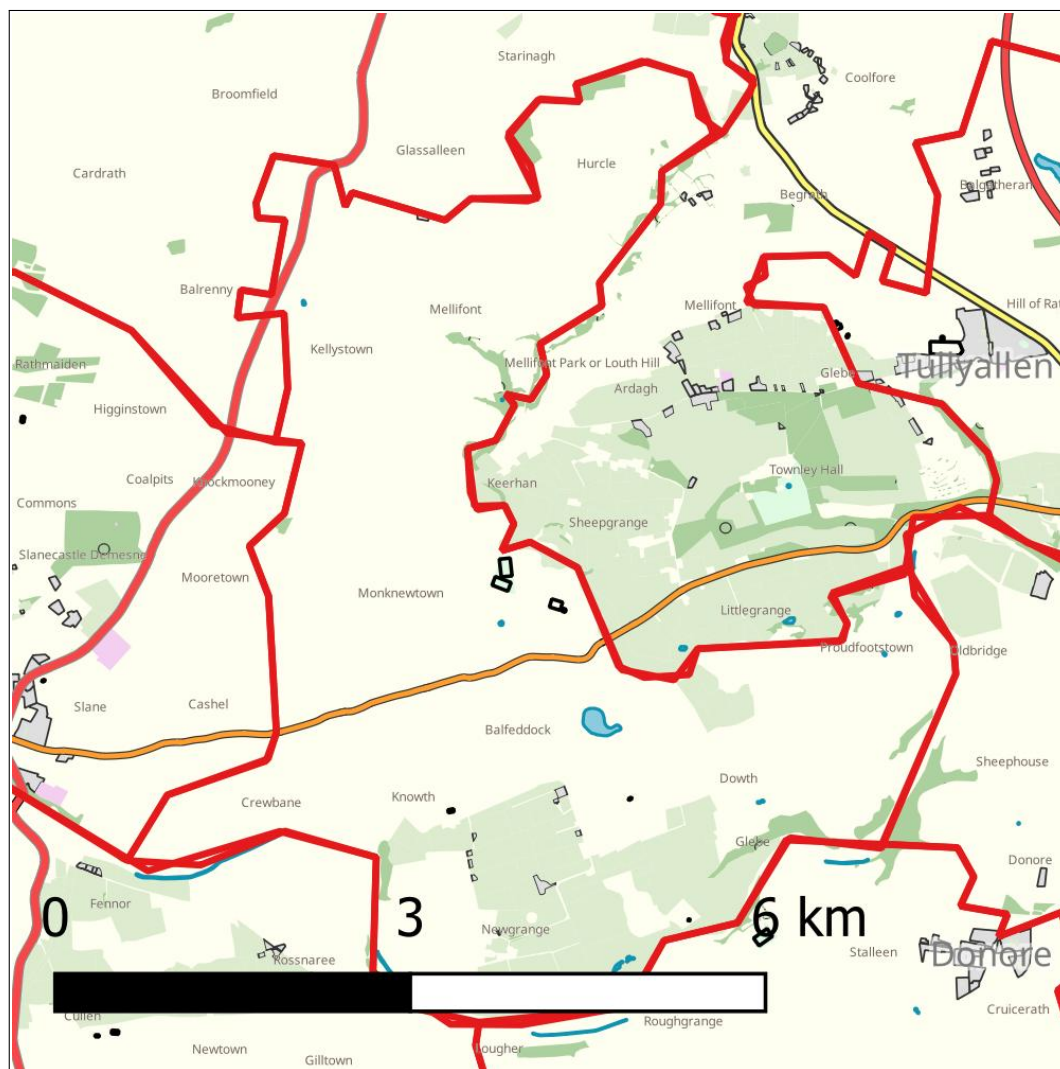 Starinagh
Coolfore
Broomfield
Glassalleen
Hurcle
Cardrath
Balgatheran
Begrath
Balrenny
Mellifont
Mellifont
Hill of Rat
Kellystown
Rathmaiden
Mellifont Park or Louth Hill
Glebe
Tullyallen
Ardagh
Higginstown
Townley Hall
Coalpits
Knockmooney
Keerhan
Commons
Sheepgrange
Slanecastle Demesne
Mooretown
Monknewtown
Littlegrange
Proudfootstown
Oldbridge
Slane
Cashel
Balfeddock
Sheephouse
Dowth
Crewbane
Knowth
Glebe
Donore
Fennor
0 3 6 km
Newgrange
Stalleen
Donore
Rossnaree
Cullen
Roughgrange
Cruicerath
Newtown
Gilltown
Lougher